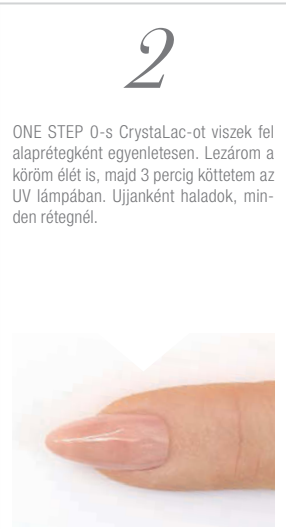 2
ONE STEP 0-s CrystaLac-ot viszek fel
alaprétegként egyenletesen. Lezárom a
köröm élét is, majd 3 percig köttetem az
UV lámpában. Ujjanként haladok, min-
den rétegnél.